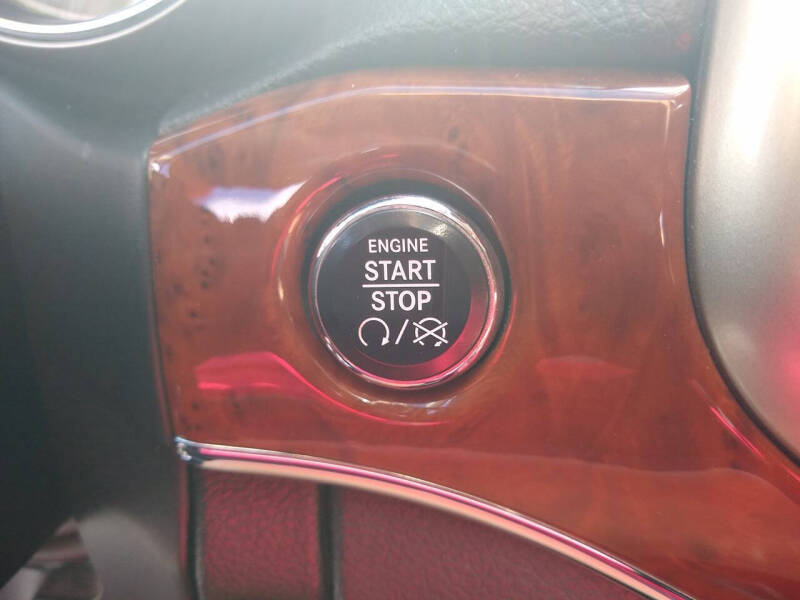 ENGINE
START
STOP
/